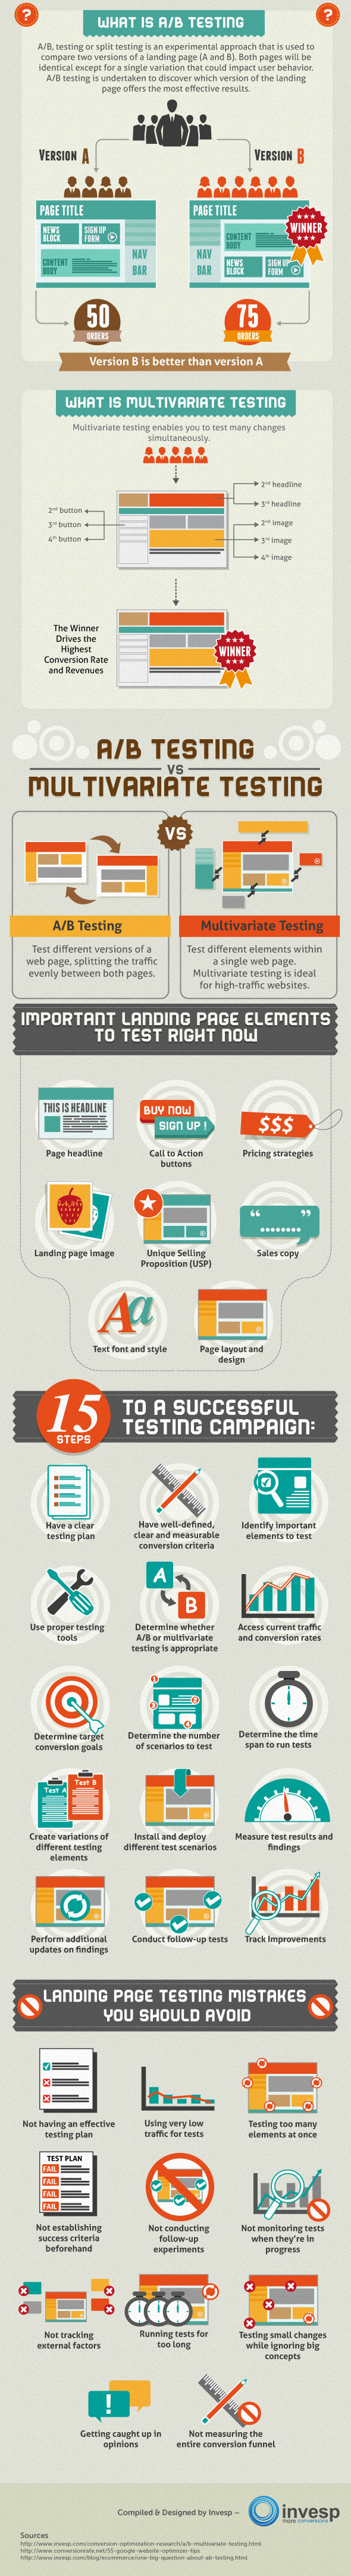 ?
?
WHAT IS A/B TESTING
A/B, testing or split testing is an experimental approach that is used to
compare two versions of a landing page (A and B). Both pages will be
identical except for a single variation that could impact user behavior.
A/B testing is undertaken to discover which version of the landing
page offers the most effective results.
VERSION A
VERSION B
PAGE TITLE
NEWS
BLOCK
SIGN UP
FORM
CONTENT
BODY
NAV
BAR
PAGE TITLE
WINNER
CONTENT
BODY
NAV
BAR
NEWS
BLOCK
SIGN UP
FORM
50
ORDERS
75
ORDERS
Version B is better than version A
WHAT IS MULTIVARIATE TESTING
Multivariate testing enables you to test many changes
simultaneously.
2nd headline
3rd headline
2nd button
3rd button
4th button
2nd image
3rd image
4th image
The Winner
Drives the
Highest
Conversion Rate
and Revenues
WINNER
A/B TESTING
VS
MULTIVARIATE TESTING
VS
A/B Testing
Test different versions of a
web page, splitting the traffic
evenly between both pages.
Multivariate Testing
Test different elements within
a single web page.
Multivariate testing is ideal
for high-traffic websites.
IMPORTANT LANDING PAGE ELEMENTS
TO TEST RIGHT NOW
THIS IS HEADLINE
Page headline
BUY NOW
SIGN UP !
Call to Action
buttons
$$$
Pricing strategies
Landing page image
Unique Selling
Proposition (USP)
Sales copy
Aa
Text font and style
Page layout and
design
15
STEPS
TO A SUCCESSFUL
TESTING CAMPAIGN:
Have a clear
testing plan
Have well-defined,
clear and measurable
conversion criteria
Identify important
elements to test
Use proper testing
tools
A
B
Determine whether
A/B or multivariate
testing is appropriate
Access current traffic
and conversion rates
Determine target
conversion goals
1
2
3
4
Determine the number
of scenarios to test
Determine the time
span to run tests
Test A
Test B
Create variations of
different testing
elements
Install and deploy
different test scenarios
Measure test results and
findings
Perform additional
updates on findings
Conduct follow-up tests
Track Improvements
LANDING PAGE TESTING MISTAKES
YOU SHOULD AVOID
Not having an effective
testing plan
Using very low
traffic for tests
Testing too many
elements at once
TEST PLAN
FAIL
FAIL
FAIL
FAIL
Not establishing
success criteria
beforehand
Not conducting
follow-up
experiments
Not monitoring tests
when they're in
progress
Not tracking
external factors
Running tests for
too long
Testing small changes
while ignoring big
concepts
!
Getting caught up in
opinions
Not measuring the
entire conversion funnel
Compiled & Designed by Invesp –
invesp
more conversions
Sources
http://www.invesp.com/conversion-optimization-research/a/b-multivariate-testing.html
http://www.conversionrate.net/55-google-website-optimizer-tips
http://www.invesp.com/blog/ecommerce/one-big-question-about-ab-testing.html